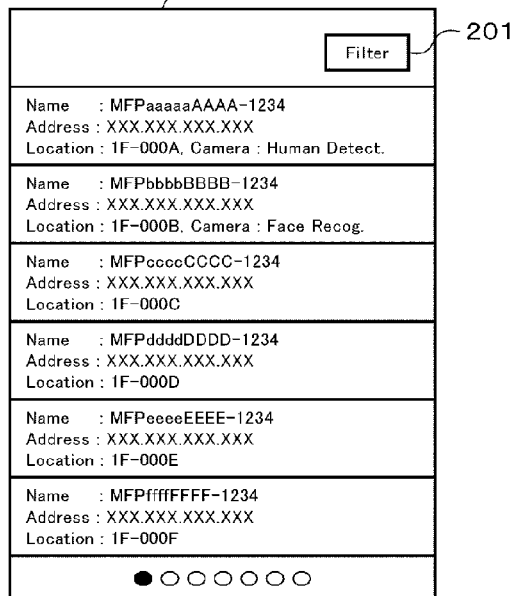 Filter
201
Name : MFPaaaaaAAAA-1234
Address : XXX.XXX.XXX.XXX
Location : 1F-000A, Camera : Human Detect.
Name : MFPbbbbBBBB-1234
Address : XXX.XXX.XXX.XXX
Location : 1F-000B, Camera : Face Recog.
Name : MFPccccCCCC-1234
Address : XXX.XXX.XXX.XXX
Location : 1F-000C
Name : MFPddddDDDD-1234
Address : XXX.XXX.XXX.XXX
Location : 1F-000D
Name : MFPeeeeEEEE-1234
Address : XXX.XXX.XXX.XXX
Location : 1F-000E
Name : MFPffffFFFF-1234
Address : XXX.XXX.XXX.XXX
Location : 1F-000F